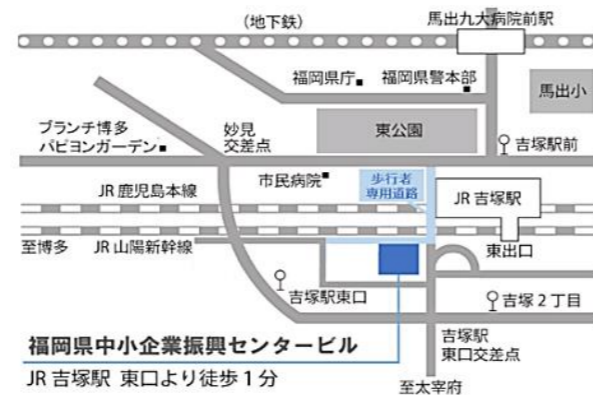 (地下鉄)
馬出九大病院前駅
福岡県庁
福岡県警本部
馬出小
ブランチ博多
パピヨンガーデン
妙見
交差点
東公園
吉塚駅前
市民病院
歩行者
専用道路
JR 鹿児島本線
JR 吉塚駅
至博多
JR 山陽新幹線
東出口
吉塚駅東口
吉塚2丁目
福岡県中小企業振興センタービル
吉塚駅
東口交差点
JR 吉塚駅 東口より徒歩1分
至太宰府